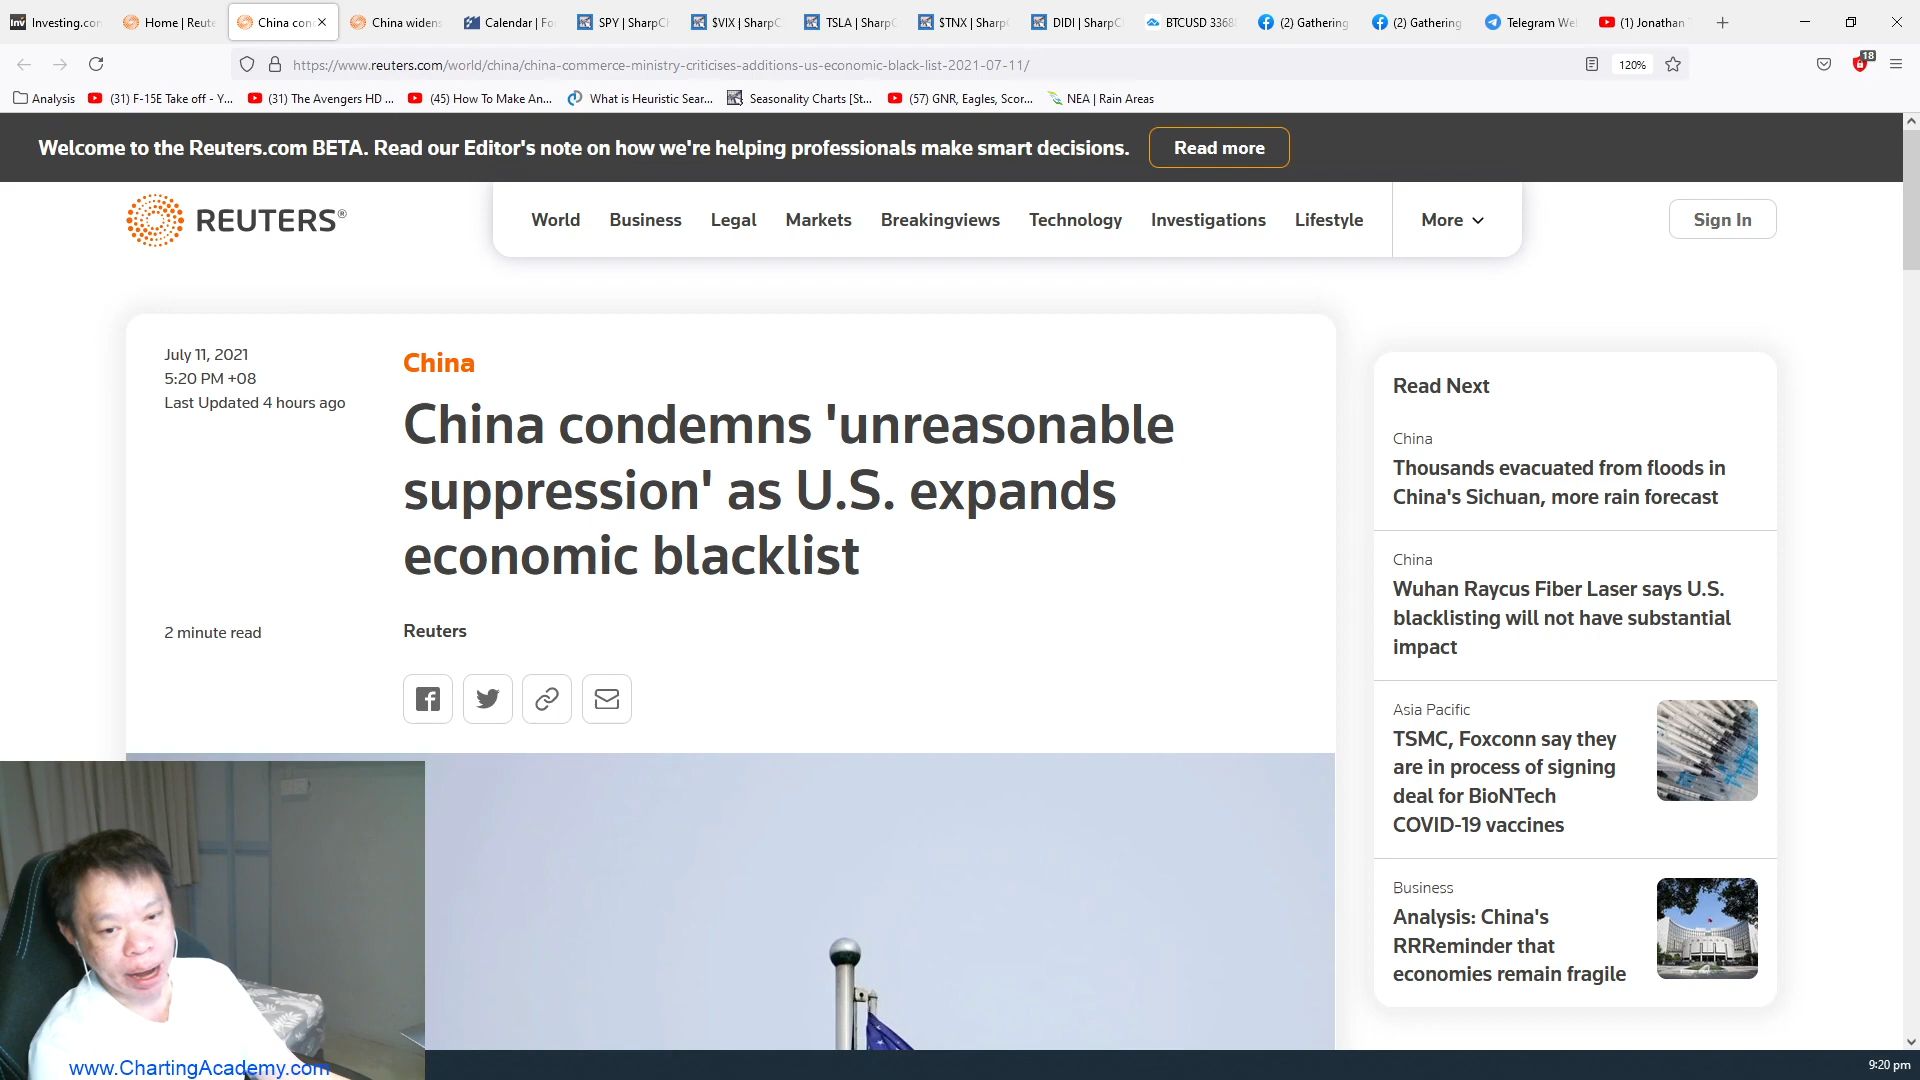 Investing.con
Home | Reute
China con
China widens
Calendar | Fo
SPY | SharpC
$VIX | SharpC
TSLA | SharpC
$TNX | Sharp
DIDI | SharpC
BTCUSD 3368
(2) Gathering
(2) Gathering
Telegram We
(1) Jonathan
https://www.reuters.com/world/china/china-commerce-ministry-criticises-additions-us-economic-black-list-2021-07-11/
120%
18
Analysis
(31) F-15E Take off - Y...
(31) The Avengers HD ...
(45) How To Make An...
What is Heuristic Sear...
Seasonality Charts [St...
(57) GNR, Eagles, Scor...
NEA | Rain Areas
Welcome to the Reuters.com BETA. Read our Editor's note on how we're helping professionals make smart decisions.
Read more
REUTERS®
World
Business
Legal
Markets
Breakingviews
Technology
Investigations
Lifestyle
More
Sign In
July 11, 2021
5:20 PM +08
Last Updated 4 hours ago
China
China condemns 'unreasonable
suppression' as U.S. expands
economic blacklist
2 minute read
Reuters
Read Next
China
Thousands evacuated from floods in
China's Sichuan, more rain forecast
China
Wuhan Raycus Fiber Laser says U.S.
blacklisting will not have substantial
impact
Asia Pacific
TSMC, Foxconn say they
are in process of signing
deal for BioNTech
COVID-19 vaccines
Business
Analysis: China's
RRReminder that
economies remain fragile
www.ChartingAcademy.com
9:20 pm